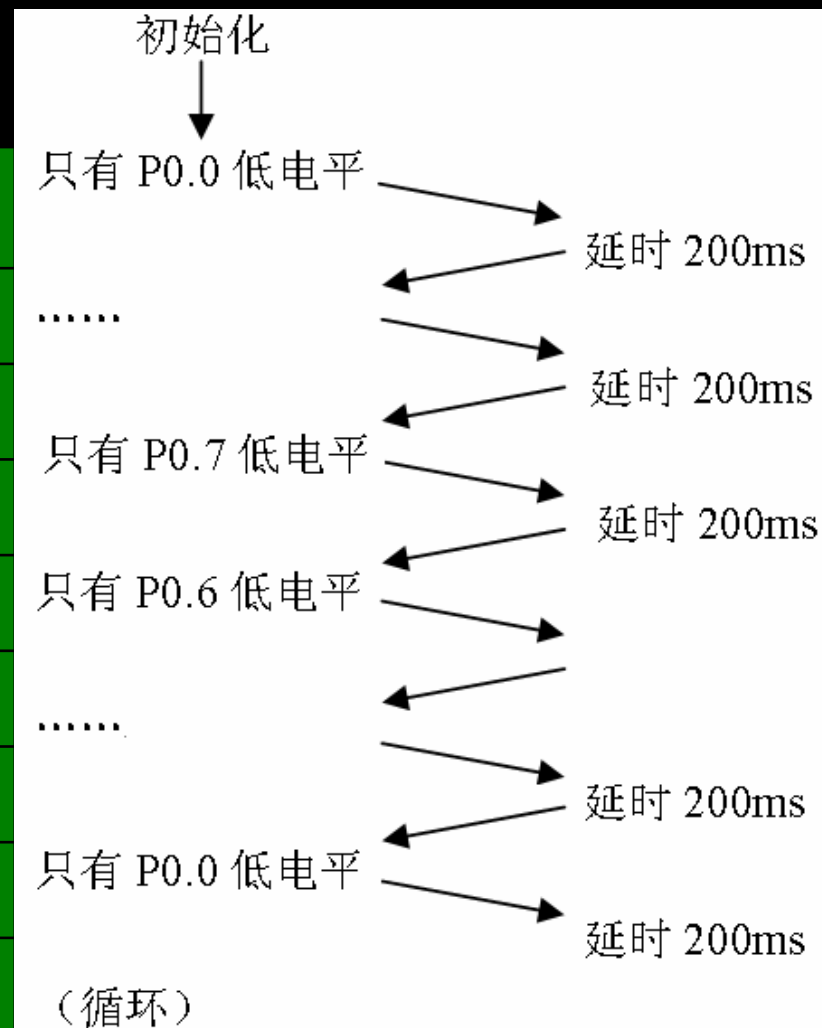 初始化
只有 P0.0 低电平
延时 200ms
......
延时 200ms
只有 P0.7 低电平
延时 200ms
只有 P0.6 低电平
......
延时 200ms
只有 P0.0 低电平
延时 200ms
（循环）